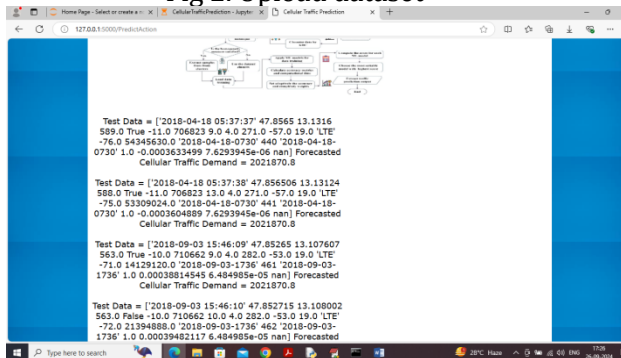 Fig 2: Upload dataset
Home Page - Select or create a n
CellularTrafficPrediction - Jupyter
Cellular Traffic Prediction
127.0.0.1:5000/PredictAction
Test Data = ['2018-04-18 05:37:37' 47.8565 13.1316
589.0 True -11.0 706823 9.0 4.0 271.0 -57.0 19.0 'LTE'
-76.0 54345630.0 '2018-04-18-0730' 440 '2018-04-18-
0730' 1.0 -0.0003633499 7.6293945e-06 nan] Forecasted
Cellular Traffic Demand = 2021870.8
Test Data = ['2018-04-18 05:37:38' 47.856506 13.13124
588.0 True -11.0 706823 13.0 4.0 271.0 -57.0 19.0 'LTE'
-75.0 53309024.0 '2018-04-18-0730' 441 '2018-04-18-
0730' 1.0 -0.0003604889 7.6293945e-06 nan] Forecasted
Cellular Traffic Demand = 2021870.8
Test Data = ['2018-09-03 15:46:09' 47.85265 13.107607
563.0 True -10.0 710662 9.0 4.0 282.0 -53.0 19.0 'LTE'
-71.0 14129120.0 '2018-09-03-1736' 461 '2018-09-03-
1736' 1.0 0.00038814545 6.484985e-05 nan] Forecasted
Cellular Traffic Demand = 2021870.8
Test Data = ['2018-09-03 15:46:10' 47.852715 13.108002
563.0 False -10.0 710662 10.0 4.0 282.0 -53.0 19.0 'LTE'
-72.0 21394888.0 '2018-09-03-1736' 462 '2018-09-03-
1736' 1.0 0.00039482117 6.484985e-05 nan] Forecasted
Type here to search
28°C Haze
ENG
17:26
26-09-2024